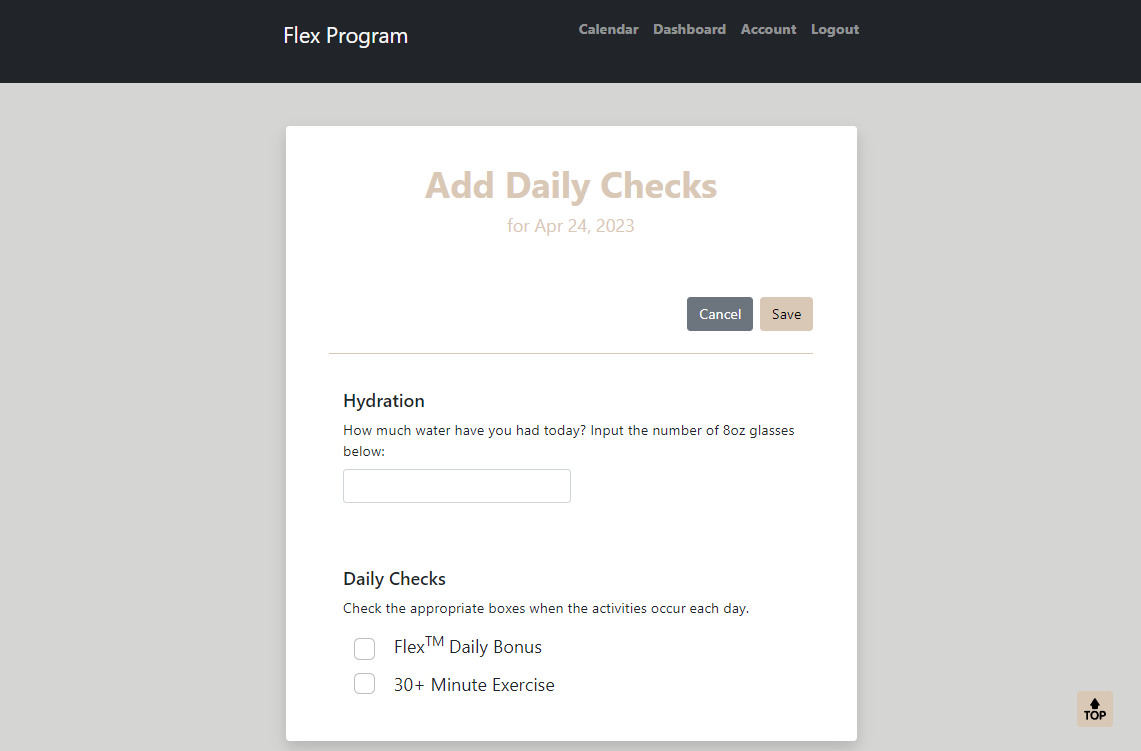 Flex Program
Calendar Dashboard Account Logout
Add Daily Checks
for Apr 24, 2023
Cancel Save
Hydration
How much water have you had today? Input the number of 8oz glasses
below:
Daily Checks
Check the appropriate boxes when the activities occur each day.
Flex™ Daily Bonus
30+ Minute Exercise
TOP